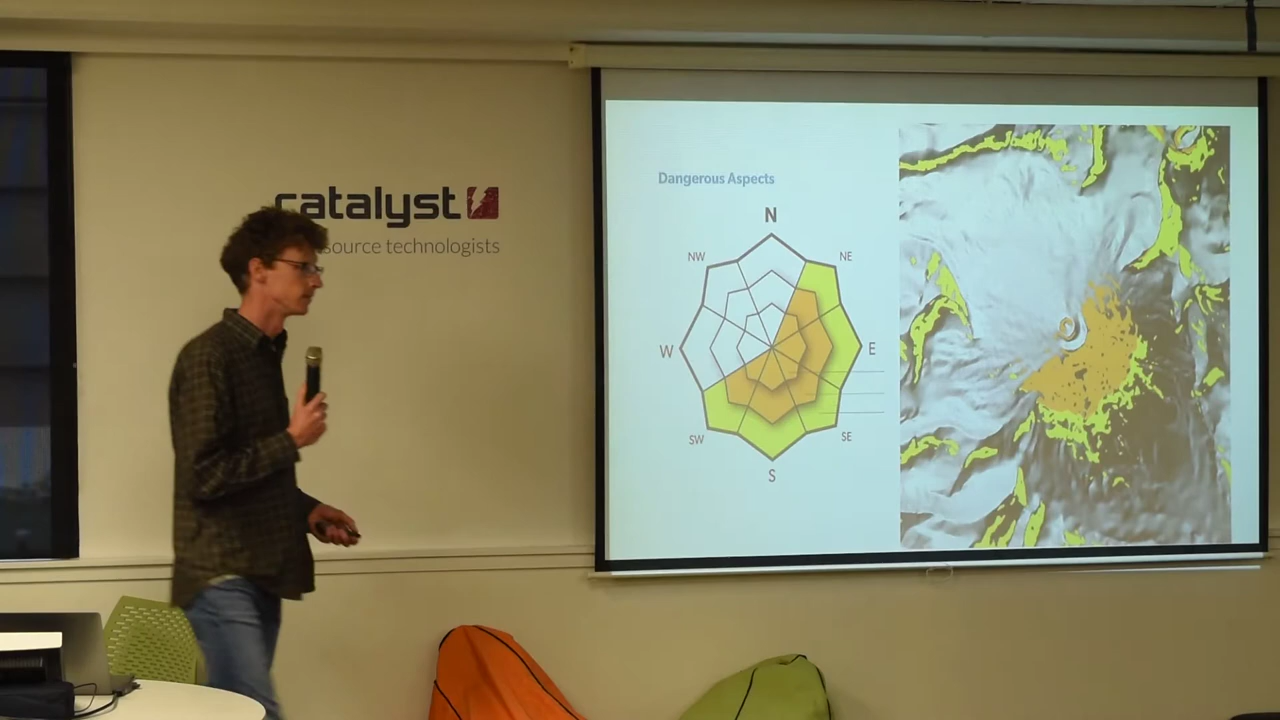 catalyst
source technologists
Dangerous Aspects
N
NW
NE
W
E
SW
SE
S